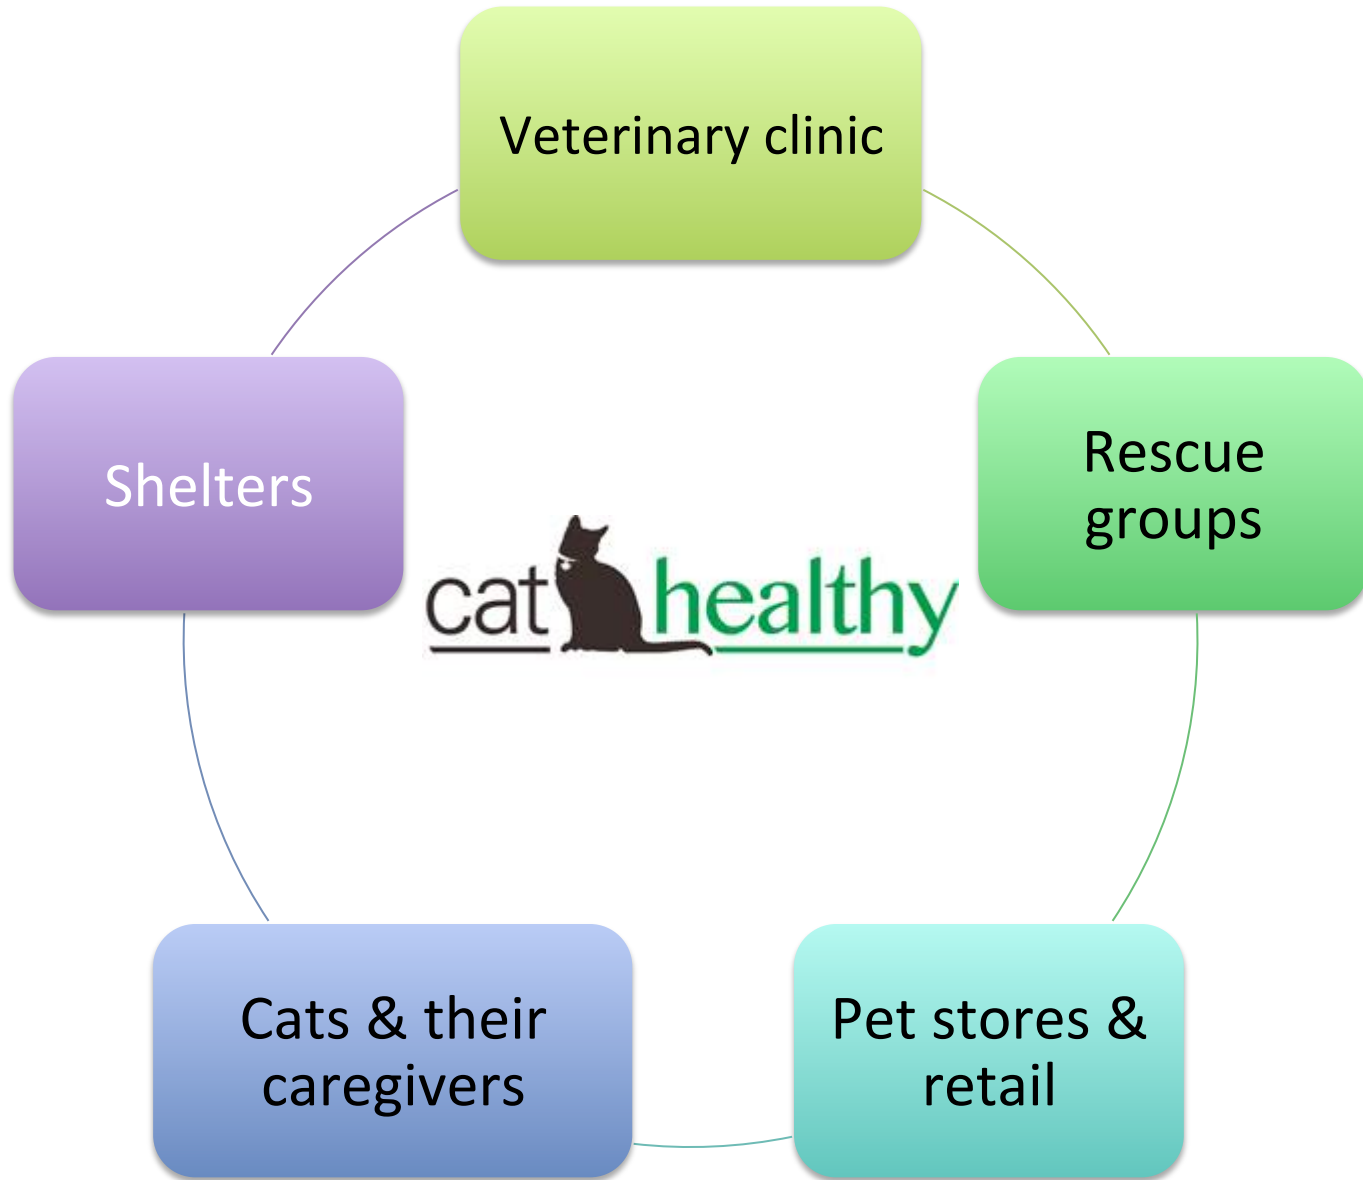 Veterinary clinic
Shelters
Rescue
groups
cat healthy
Cats & their
caregivers
Pet stores &
retail